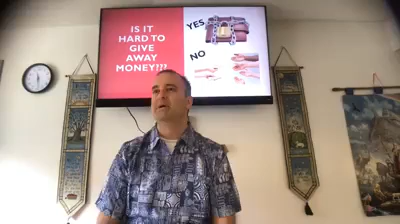 IS IT
HARD TO
GIVE
AWAY
MONEY???
YES
NO